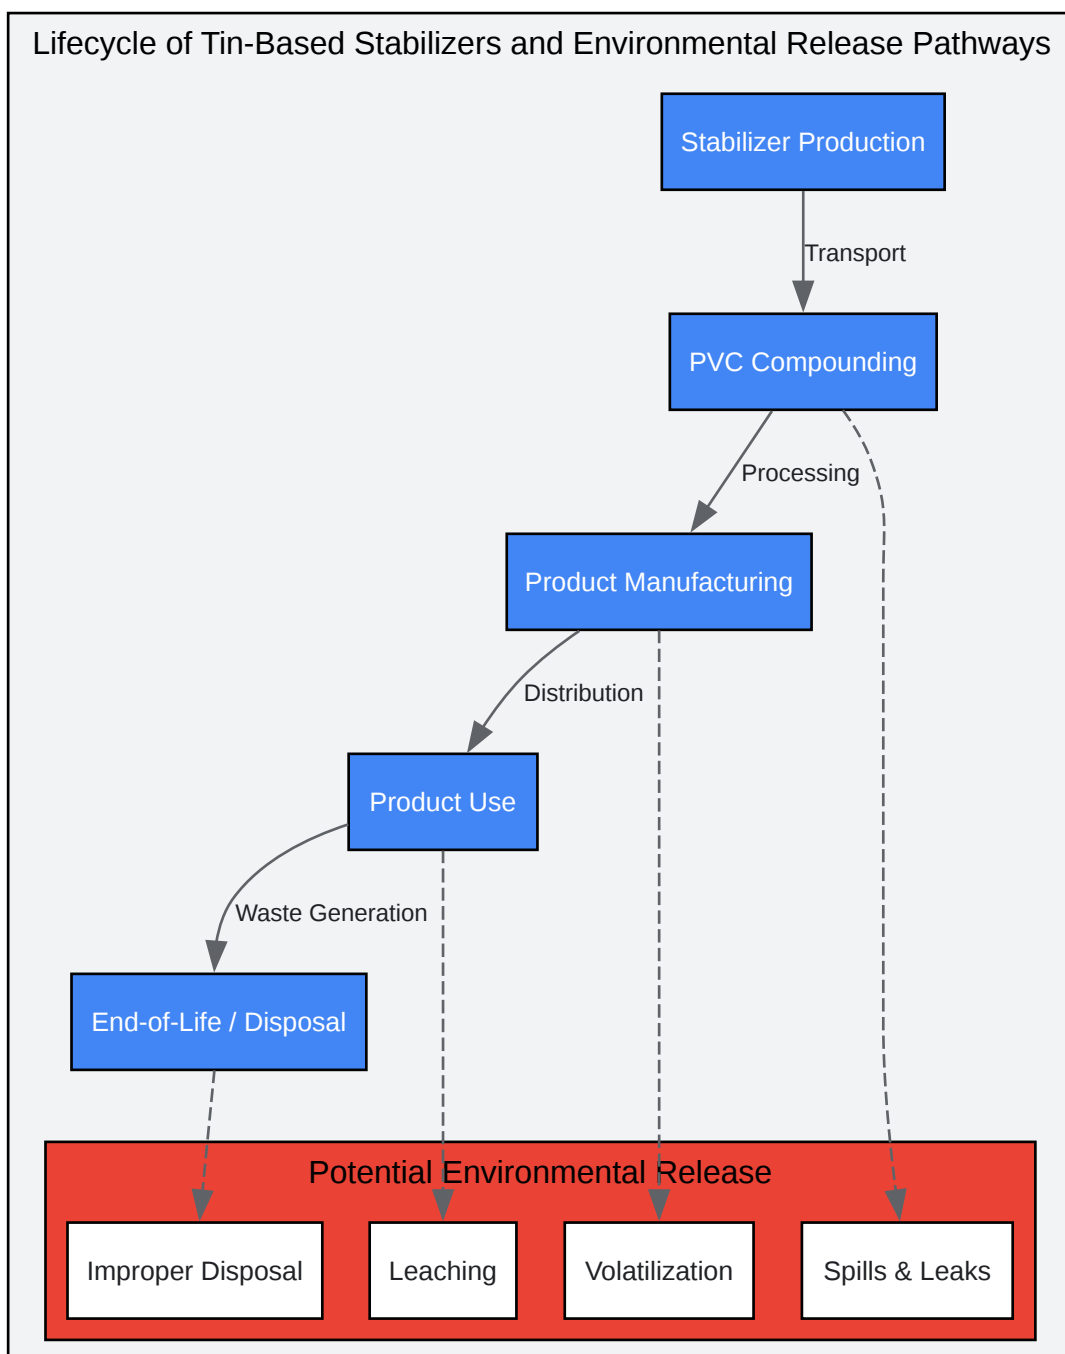 Lifecycle of Tin-Based Stabilizers and Environmental Release Pathways
Stabilizer Production
Transport
PVC Compounding
Processing
Product Manufacturing
Distribution
Product Use
Waste Generation
End-of-Life / Disposal
Potential Environmental Release
Improper Disposal
Leaching
Volatilization
Spills & Leaks